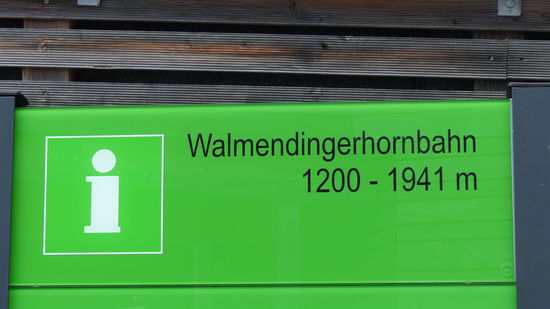 Walmendingerhornbahn
1200 - 1941 m